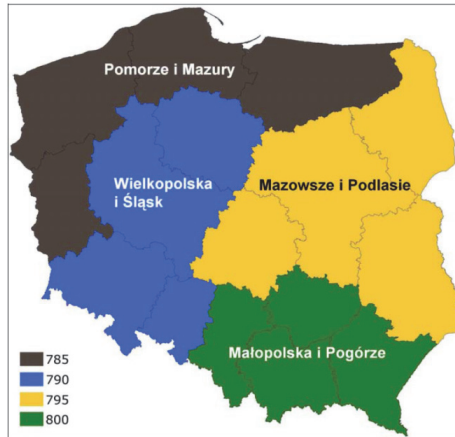 Pomorze i Mazury
Wielkopolska
i Śląsk
Mazowsze i Podlasie
Małopolska i Pogórze
785
790
795
800